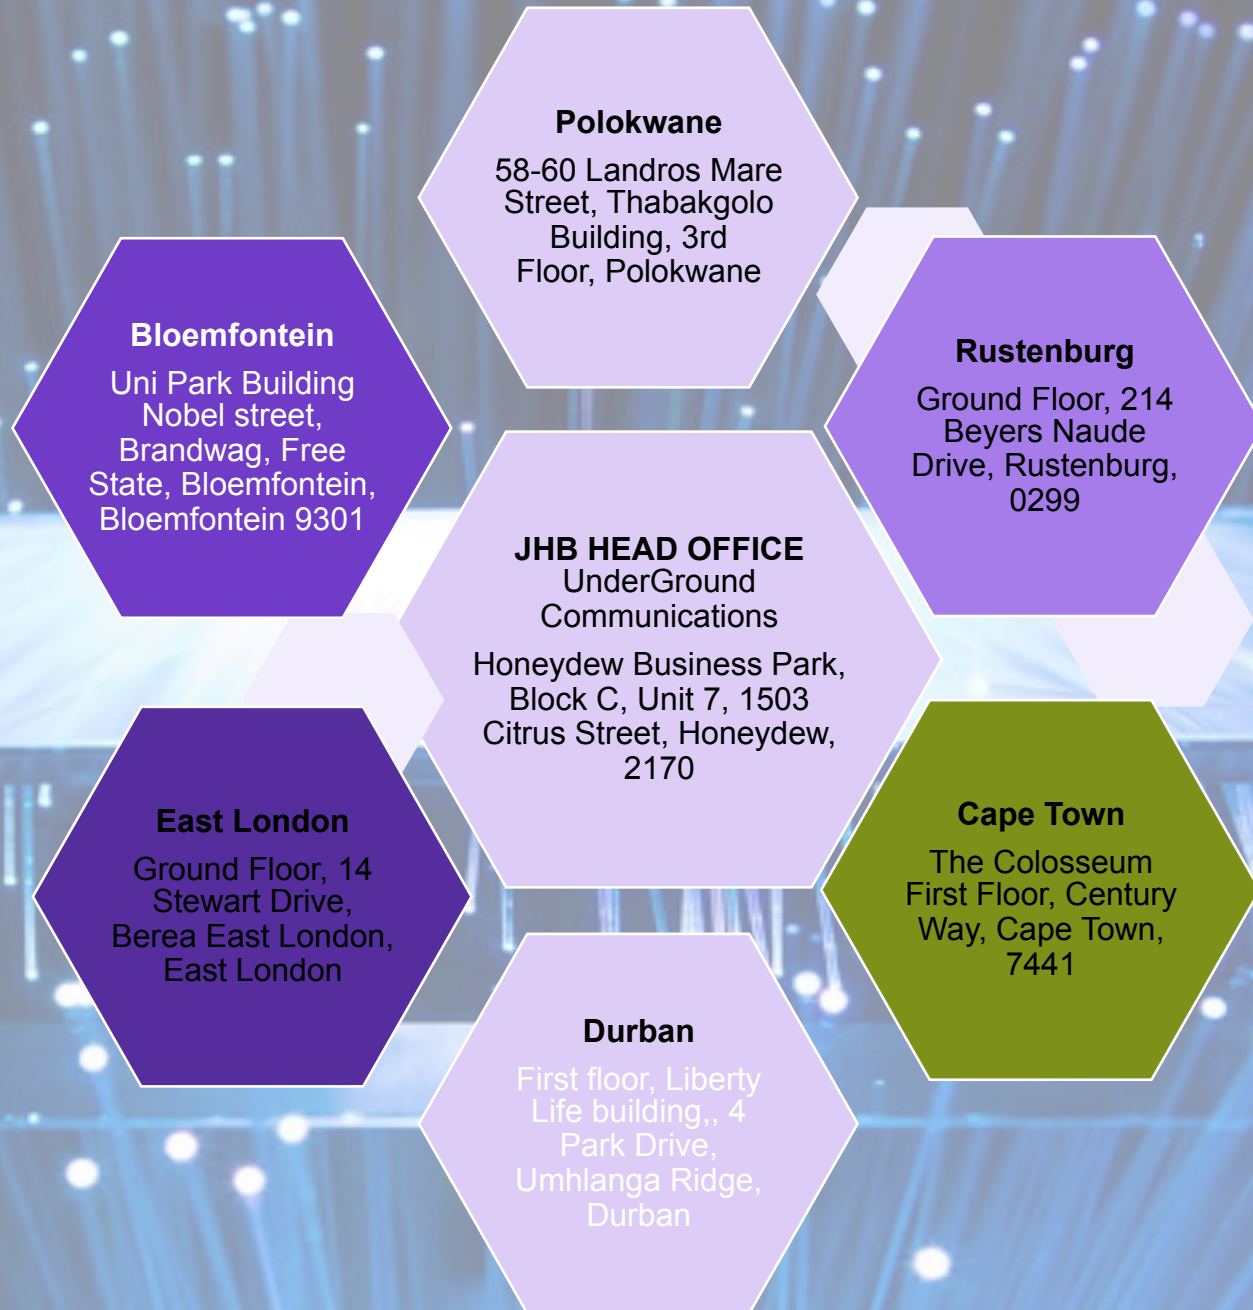 Polokwane
58-60 Landros Mare
Street, Thabakgolo
Building, 3rd
Floor, Polokwane
Bloemfontein
Uni Park Building
Nobel street,
Brandwag, Free
State, Bloemfontein,
Bloemfontein 9301
Rustenburg
Ground Floor, 214
Beyers Naude
Drive, Rustenburg,
0299
JHB HEAD OFFICE
UnderGround
Communications
Honeydew Business Park,
Block C, Unit 7, 1503
Citrus Street, Honeydew,
2170
East London
Ground Floor, 14
Stewart Drive,
Berea East London,
East London
Cape Town
The Colosseum
First Floor, Century
Way, Cape Town,
7441
Durban
First floor, Liberty
Life building,, 4
Park Drive,
Umhlanga Ridge,
Durban